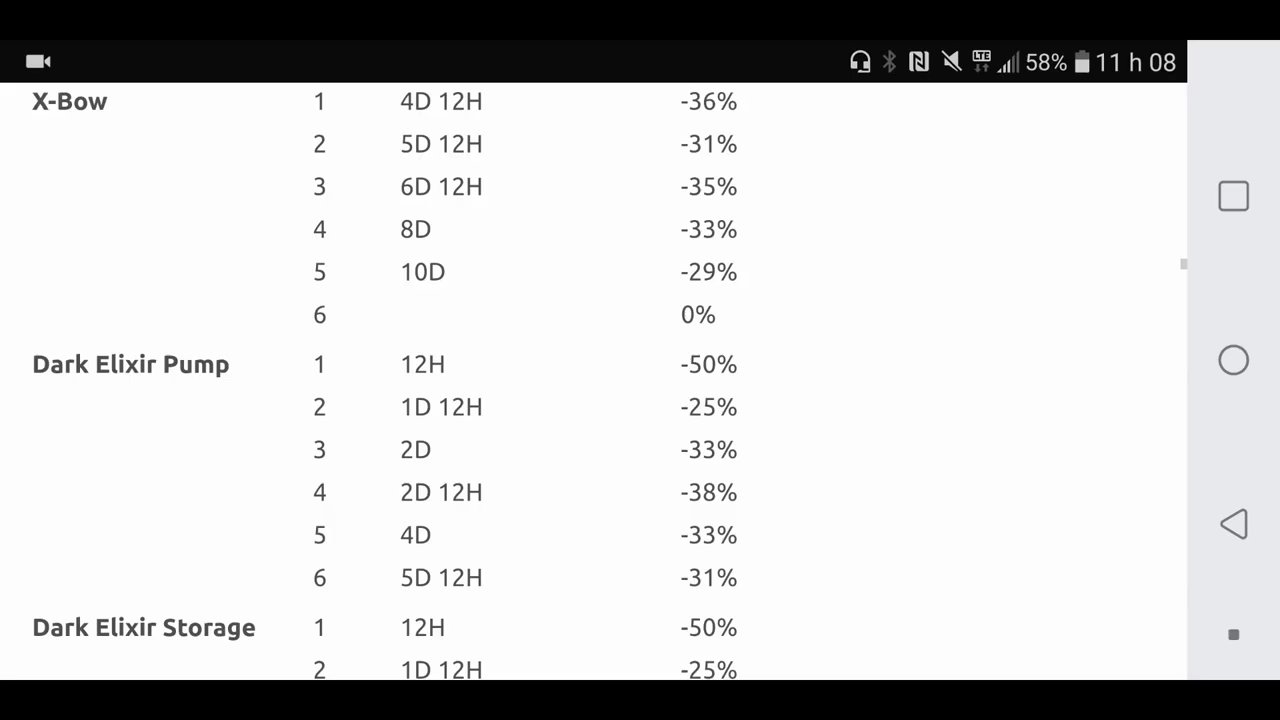 LTE 58% 11 h 08
X-Bow 1 4D 12H -36%
2 5D 12H -31%
3 6D 12H -35%
4 8D -33%
5 10D -29%
6 0%
Dark Elixir Pump 1 12H -50%
2 1D 12H -25%
3 2D -33%
4 2D 12H -38%
5 4D -33%
6 5D 12H -31%
Dark Elixir Storage 1 12H -50%
2 1D 12H -25%